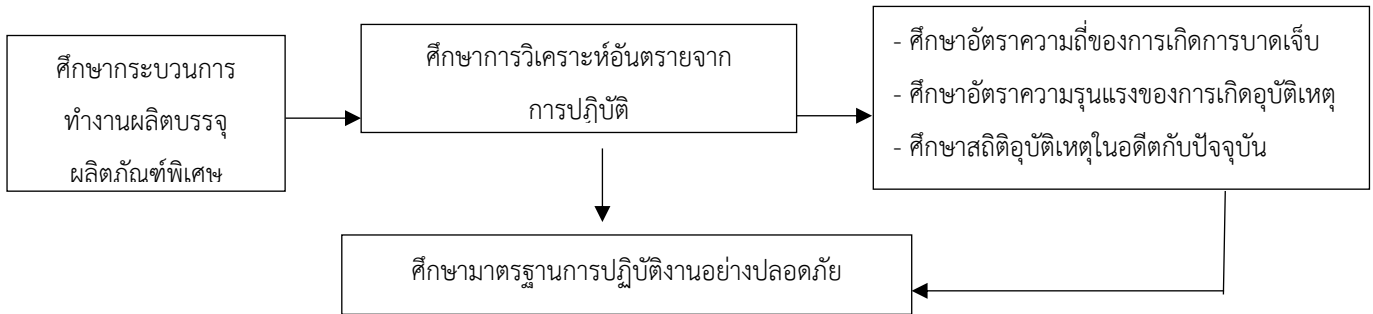 ศึกษากระบวนการ
ทำงานผลิตบรรจุ
ผลิตภัณฑ์พิเศษ
ศึกษาการวิเคราะห์อันตรายจาก
การปฏิบัติ
- ศึกษาอัตราความถี่ของการเกิดการบาดเจ็บ
- ศึกษาอัตราความรุนแรงของการเกิดอุบัติเหตุ
- ศึกษาสถิติอุบัติเหตุในอดีตกับปัจจุบัน
ศึกษามาตรฐานการปฏิบัติงานอย่างปลอดภัย